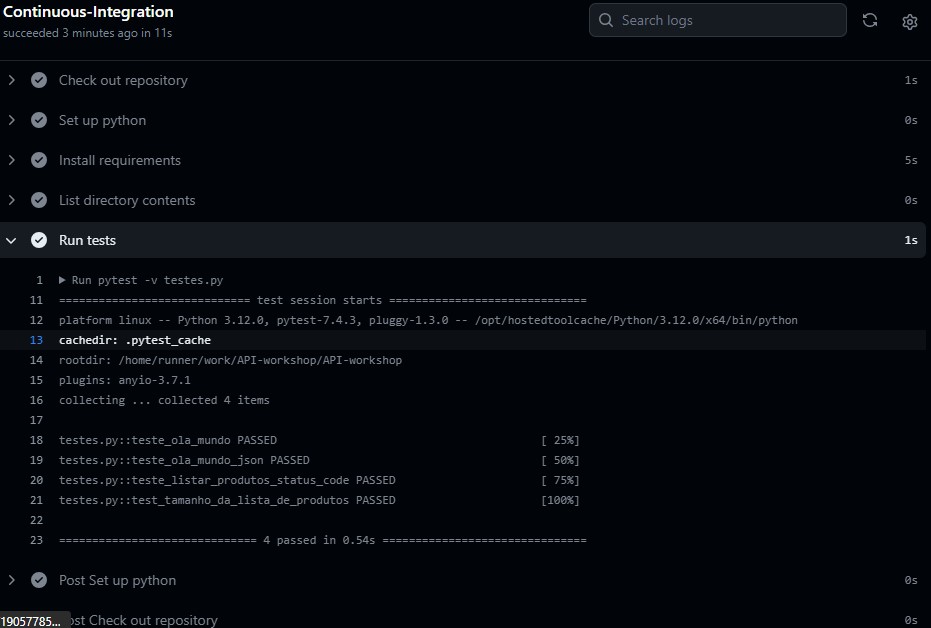 Continuous-Integration
succeeded 3 minutes ago in 11s
Search logs
Check out repository 1s
Set up python 0s
Install requirements 5s
List directory contents 0s
Run tests 1s
1 Run pytest -v testes.py
11 ============================= test session starts ==============================
12 platform linux -- Python 3.12.0, pytest-7.4.3, pluggy-1.3.0 -- /opt/hostedtoolcache/Python/3.12.0/x64/bin/python
13 cachedir: .pytest_cache
14 rootdir: /home/runner/work/API-workshop/API-workshop
15 plugins: anyio-3.7.1
16 collecting ... collected 4 items
17
18 testes.py::teste_ola_mundo PASSED [ 25%]
19 testes.py::teste_ola_mundo_json PASSED [ 50%]
20 testes.py::teste_listar_produtos_status_code PASSED [ 75%]
21 testes.py::test_tamanho_da_lista_de_produtos PASSED [100%]
22
23 ============================== 4 passed in 0.54s ===============================
Post Set up python 0s
19057785... ost Check out repository 0s